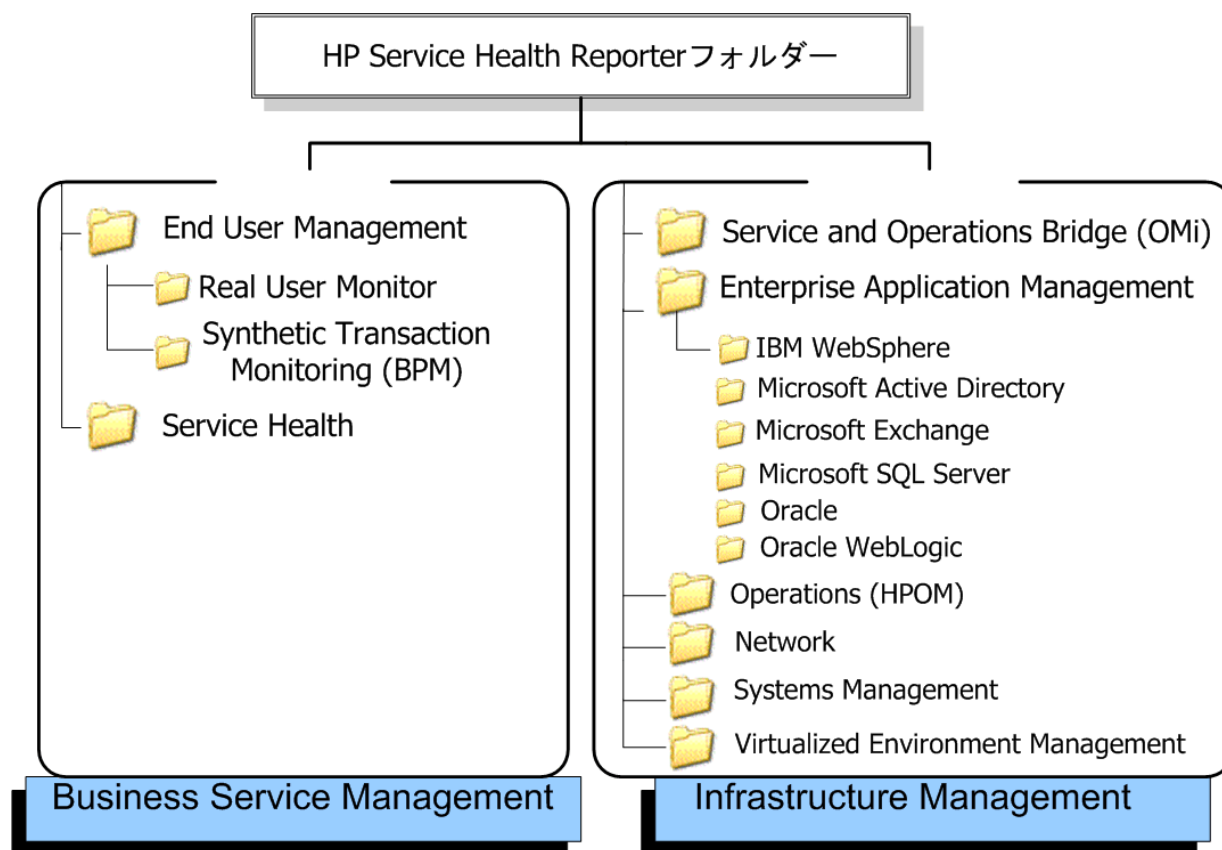 HP Service Health Reporterフォルダー
End User Management
Real User Monitor
Synthetic Transaction
Monitoring (BPM)
Service Health
Business Service Management
Service and Operations Bridge (OMi)
Enterprise Application Management
IBM WebSphere
Microsoft Active Directory
Microsoft Exchange
Microsoft SQL Server
Oracle
Oracle WebLogic
Operations (HPOM)
Network
Systems Management
Virtualized Environment Management
Infrastructure Management